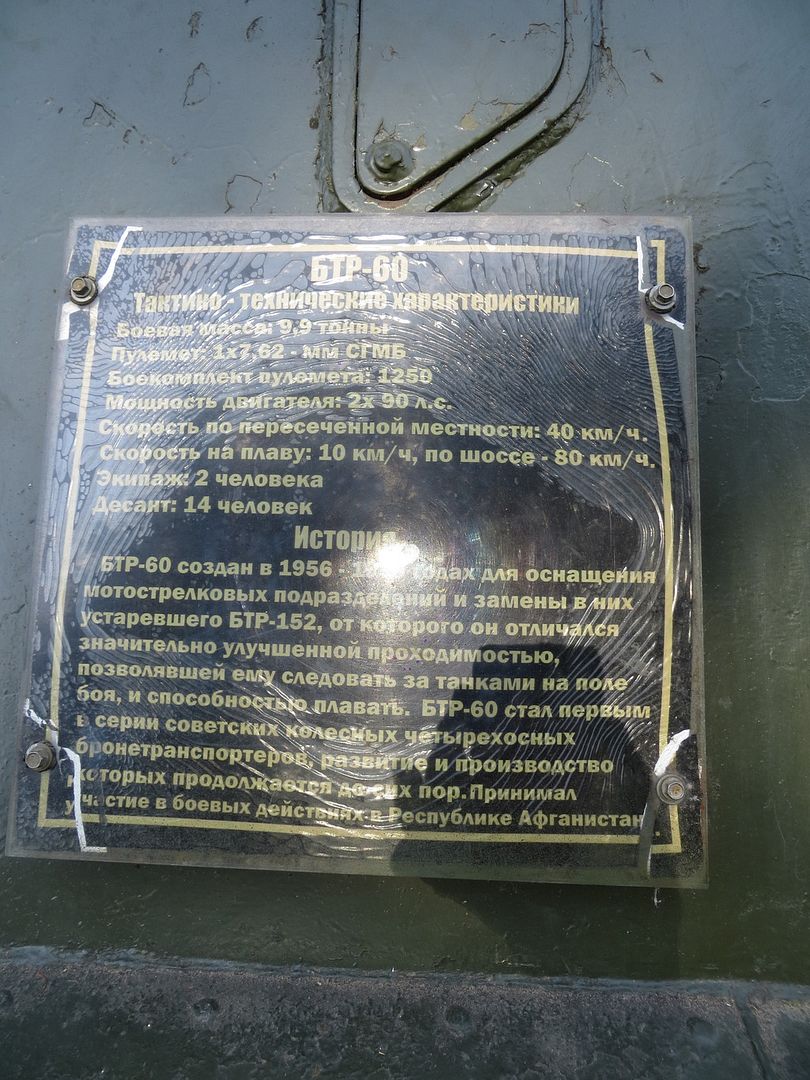 БТР-60
Тактико - технические характеристики
Боевая масса: 9,9 тонны
Пулемет: 1х7,62 - мм СГМБ
Боекомплект пулемета: 1250
Мощность двигателя: 2х 90 л.с.
Скорость по пересеченной местности: 40 км/ч.
Скорость на плаву: 10 км/ч, по шоссе - 80 км/ч.
Экипаж: 2 человека
Десант: 14 человек
История
БТР-60 создан в 1956 - годах для оснащения
мотострелковых подразделений и замены в них
устаревшего БТР-152, от которого он отличался
значительно улучшенной проходимостью,
позволявшей ему следовать за танками на поле
боя, и способностью плавать. БТР-60 стал первым
в серии советских колесных четырехосных
бронетранспортеров, развитие и производство
которых продолжается до сих пор.Принимал
участие в боевых действиях в Республике Афганистан.